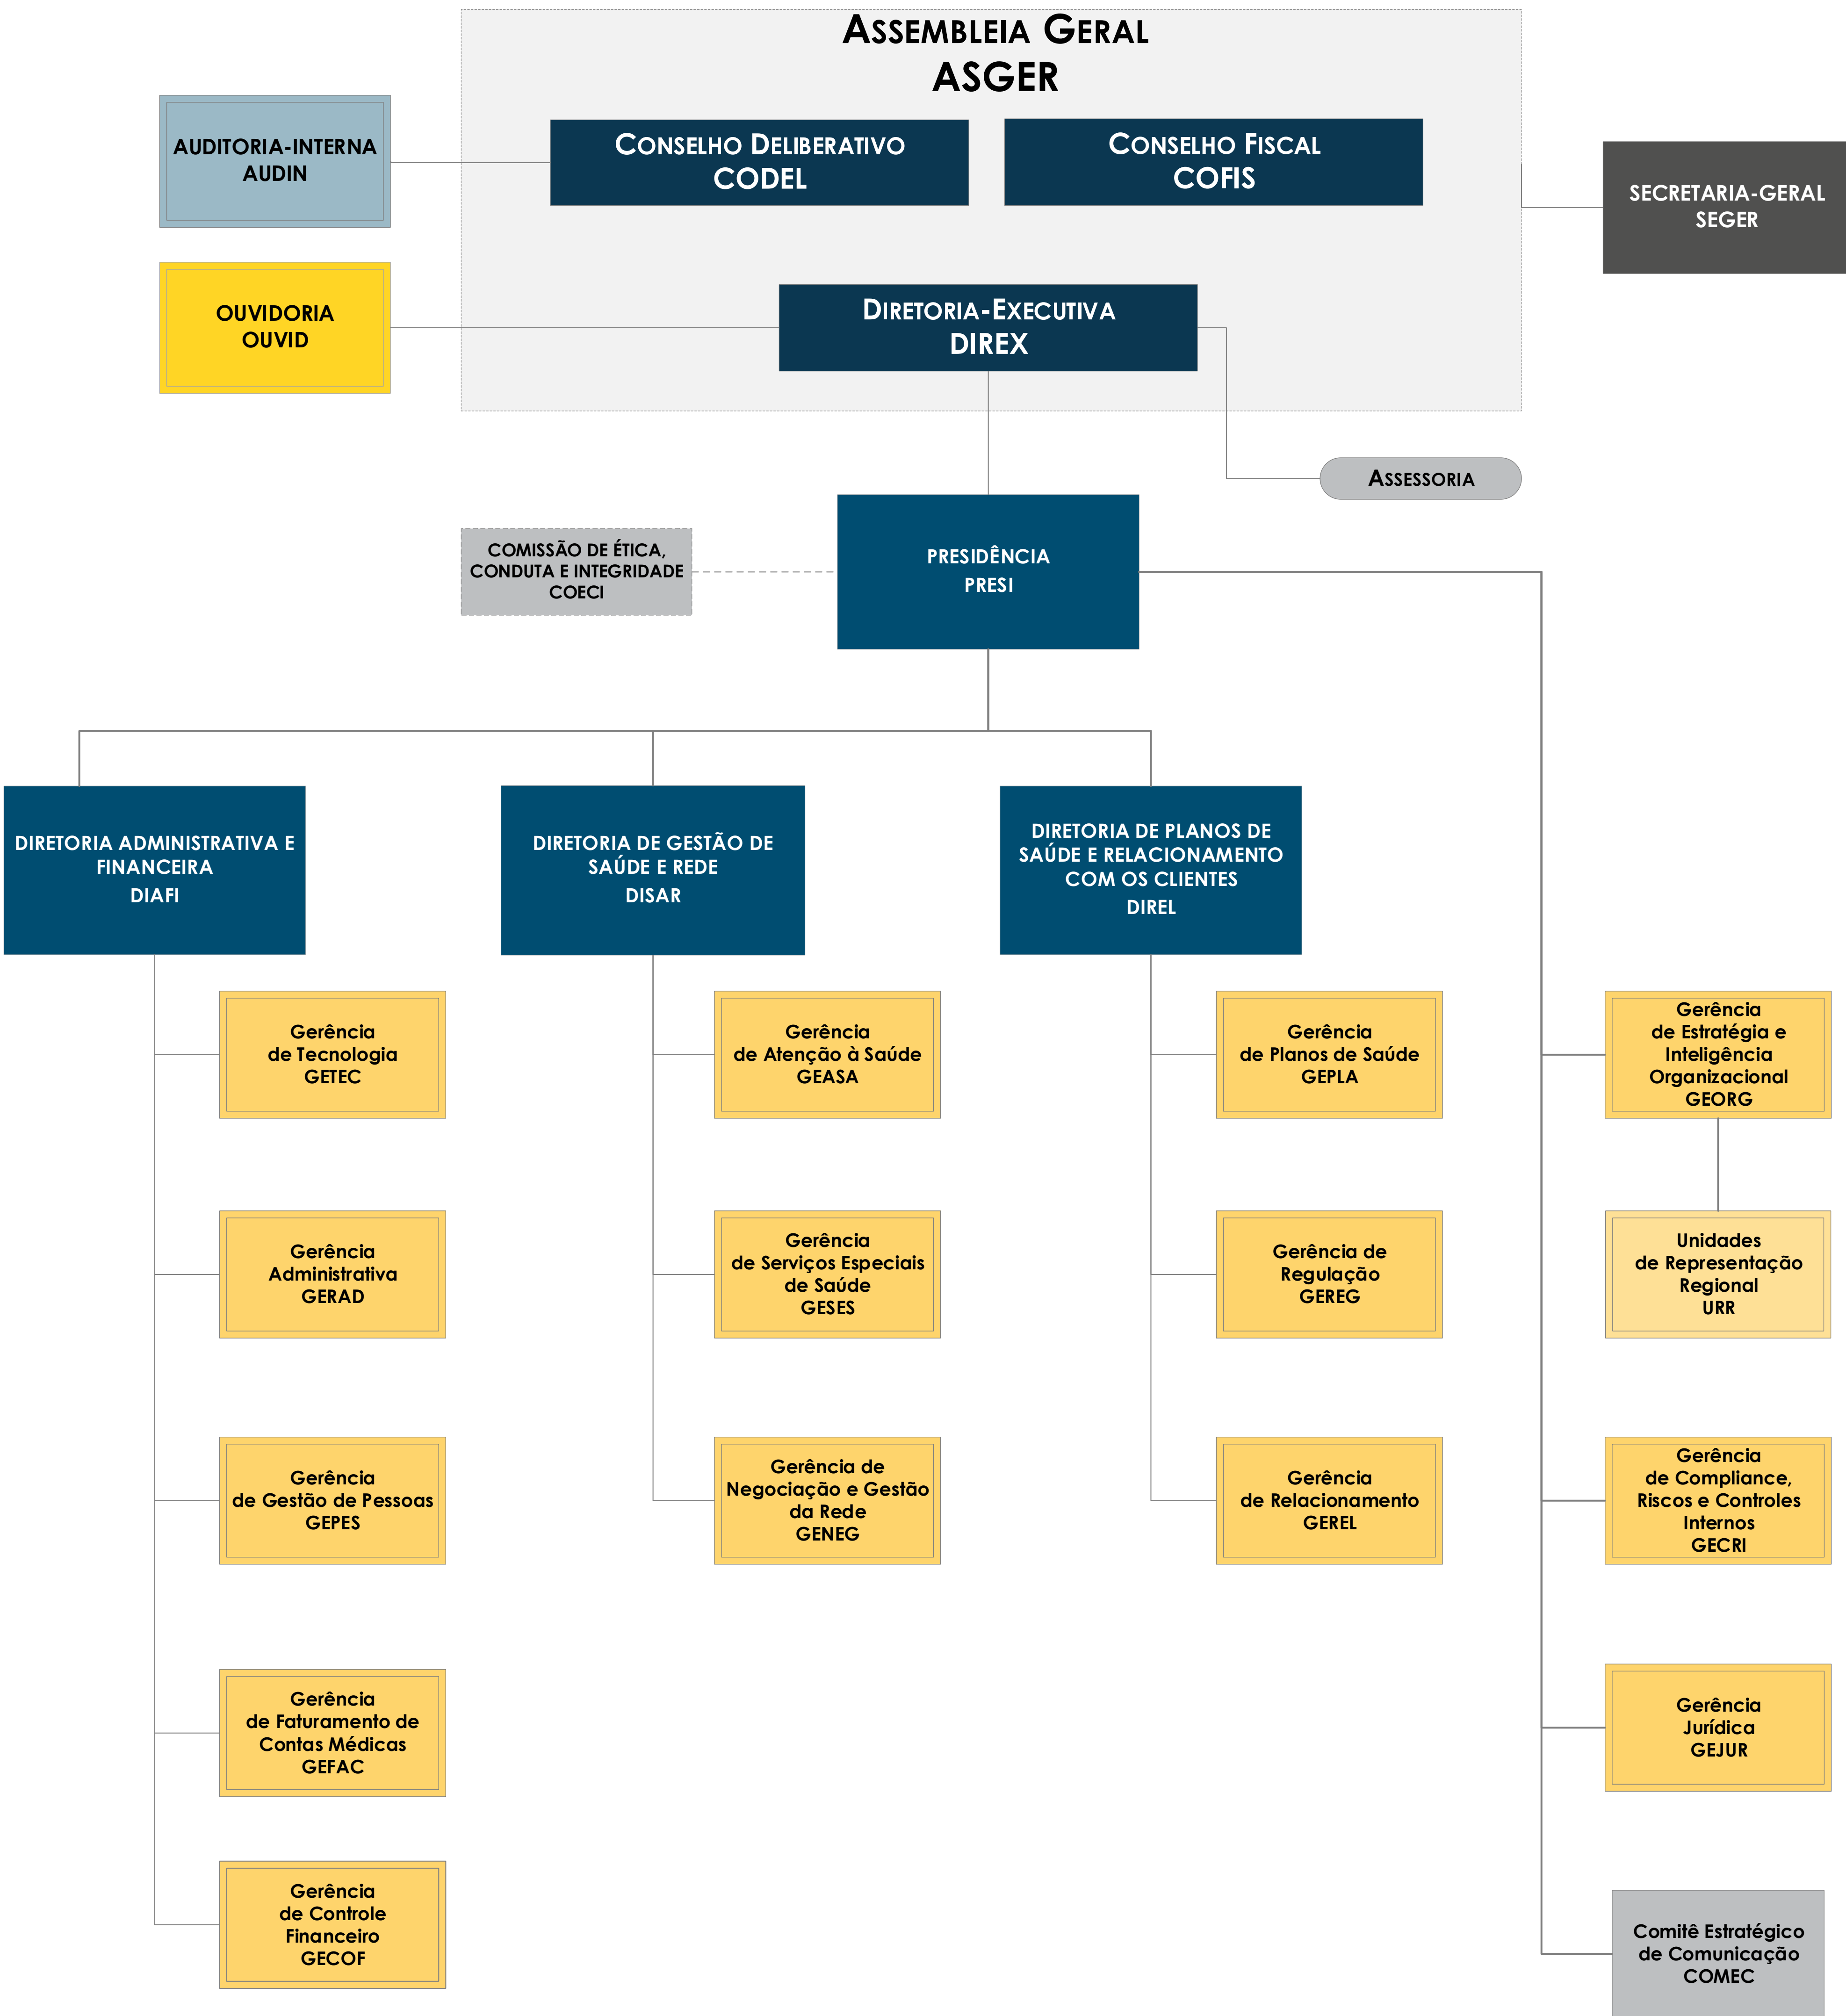 ASSEMBLEIA GERAL
ASGER
AUDITORIA-INTERNA
AUDIN
CONSELHO DELIBERATIVO
CODEL
CONSELHO FISCAL
COFIS
SECRETARIA-GERAL
SEGER
OUVIDORIA
OUVID
DIRETORIA-EXECUTIVA
DIREX
ASSESSORIA
COMISSÃO DE ÉTICA,
CONDUTA E INTEGRIDADE
COECI
PRESIDÊNCIA
PRESI
DIRETORIA ADMINISTRATIVA E
FINANCEIRA
DIAFI
DIRETORIA DE GESTÃO DE
SAÚDE E REDE
DISAR
DIRETORIA DE PLANOS DE
SAÚDE E RELACIONAMENTO
COM OS CLIENTES
DIREL
Gerência
de Tecnologia
GETEC
Gerência
de Atenção à Saúde
GEASA
Gerência
de Planos de Saúde
GEPLA
Gerência
de Estratégia e
Inteligência
Organizacional
GEORG
Gerência
Administrativa
GERAD
Gerência
de Serviços Especiais
de Saúde
GESES
Gerência de
Regulação
GEREG
Unidades
de Representação
Regional
URR
Gerência
de Gestão de Pessoas
GEPES
Gerência de
Negociação e Gestão
da Rede
GENEG
Gerência
de Relacionamento
GEREL
Gerência
de Compliance,
Riscos e Controles
Internos
GECRI
Gerência
de Faturamento de
Contas Médicas
GEFAC
Gerência
Jurídica
GEJUR
Gerência
de Controle
Financeiro
GECOF
Comitê Estratégico
de Comunicação
COMEC